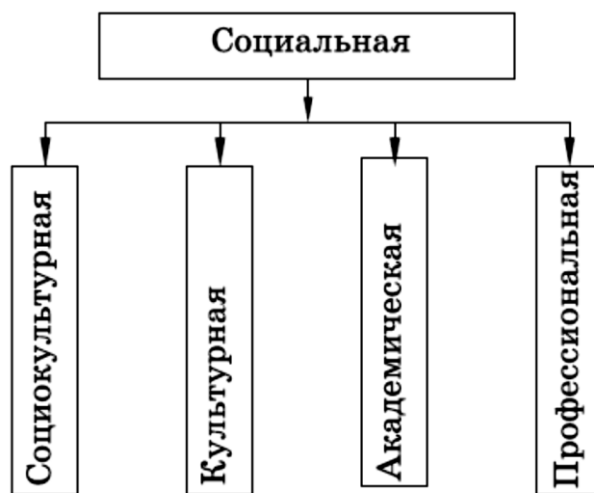 Социальная
Социокультурная
Культурная
Академическая
Профессиональная